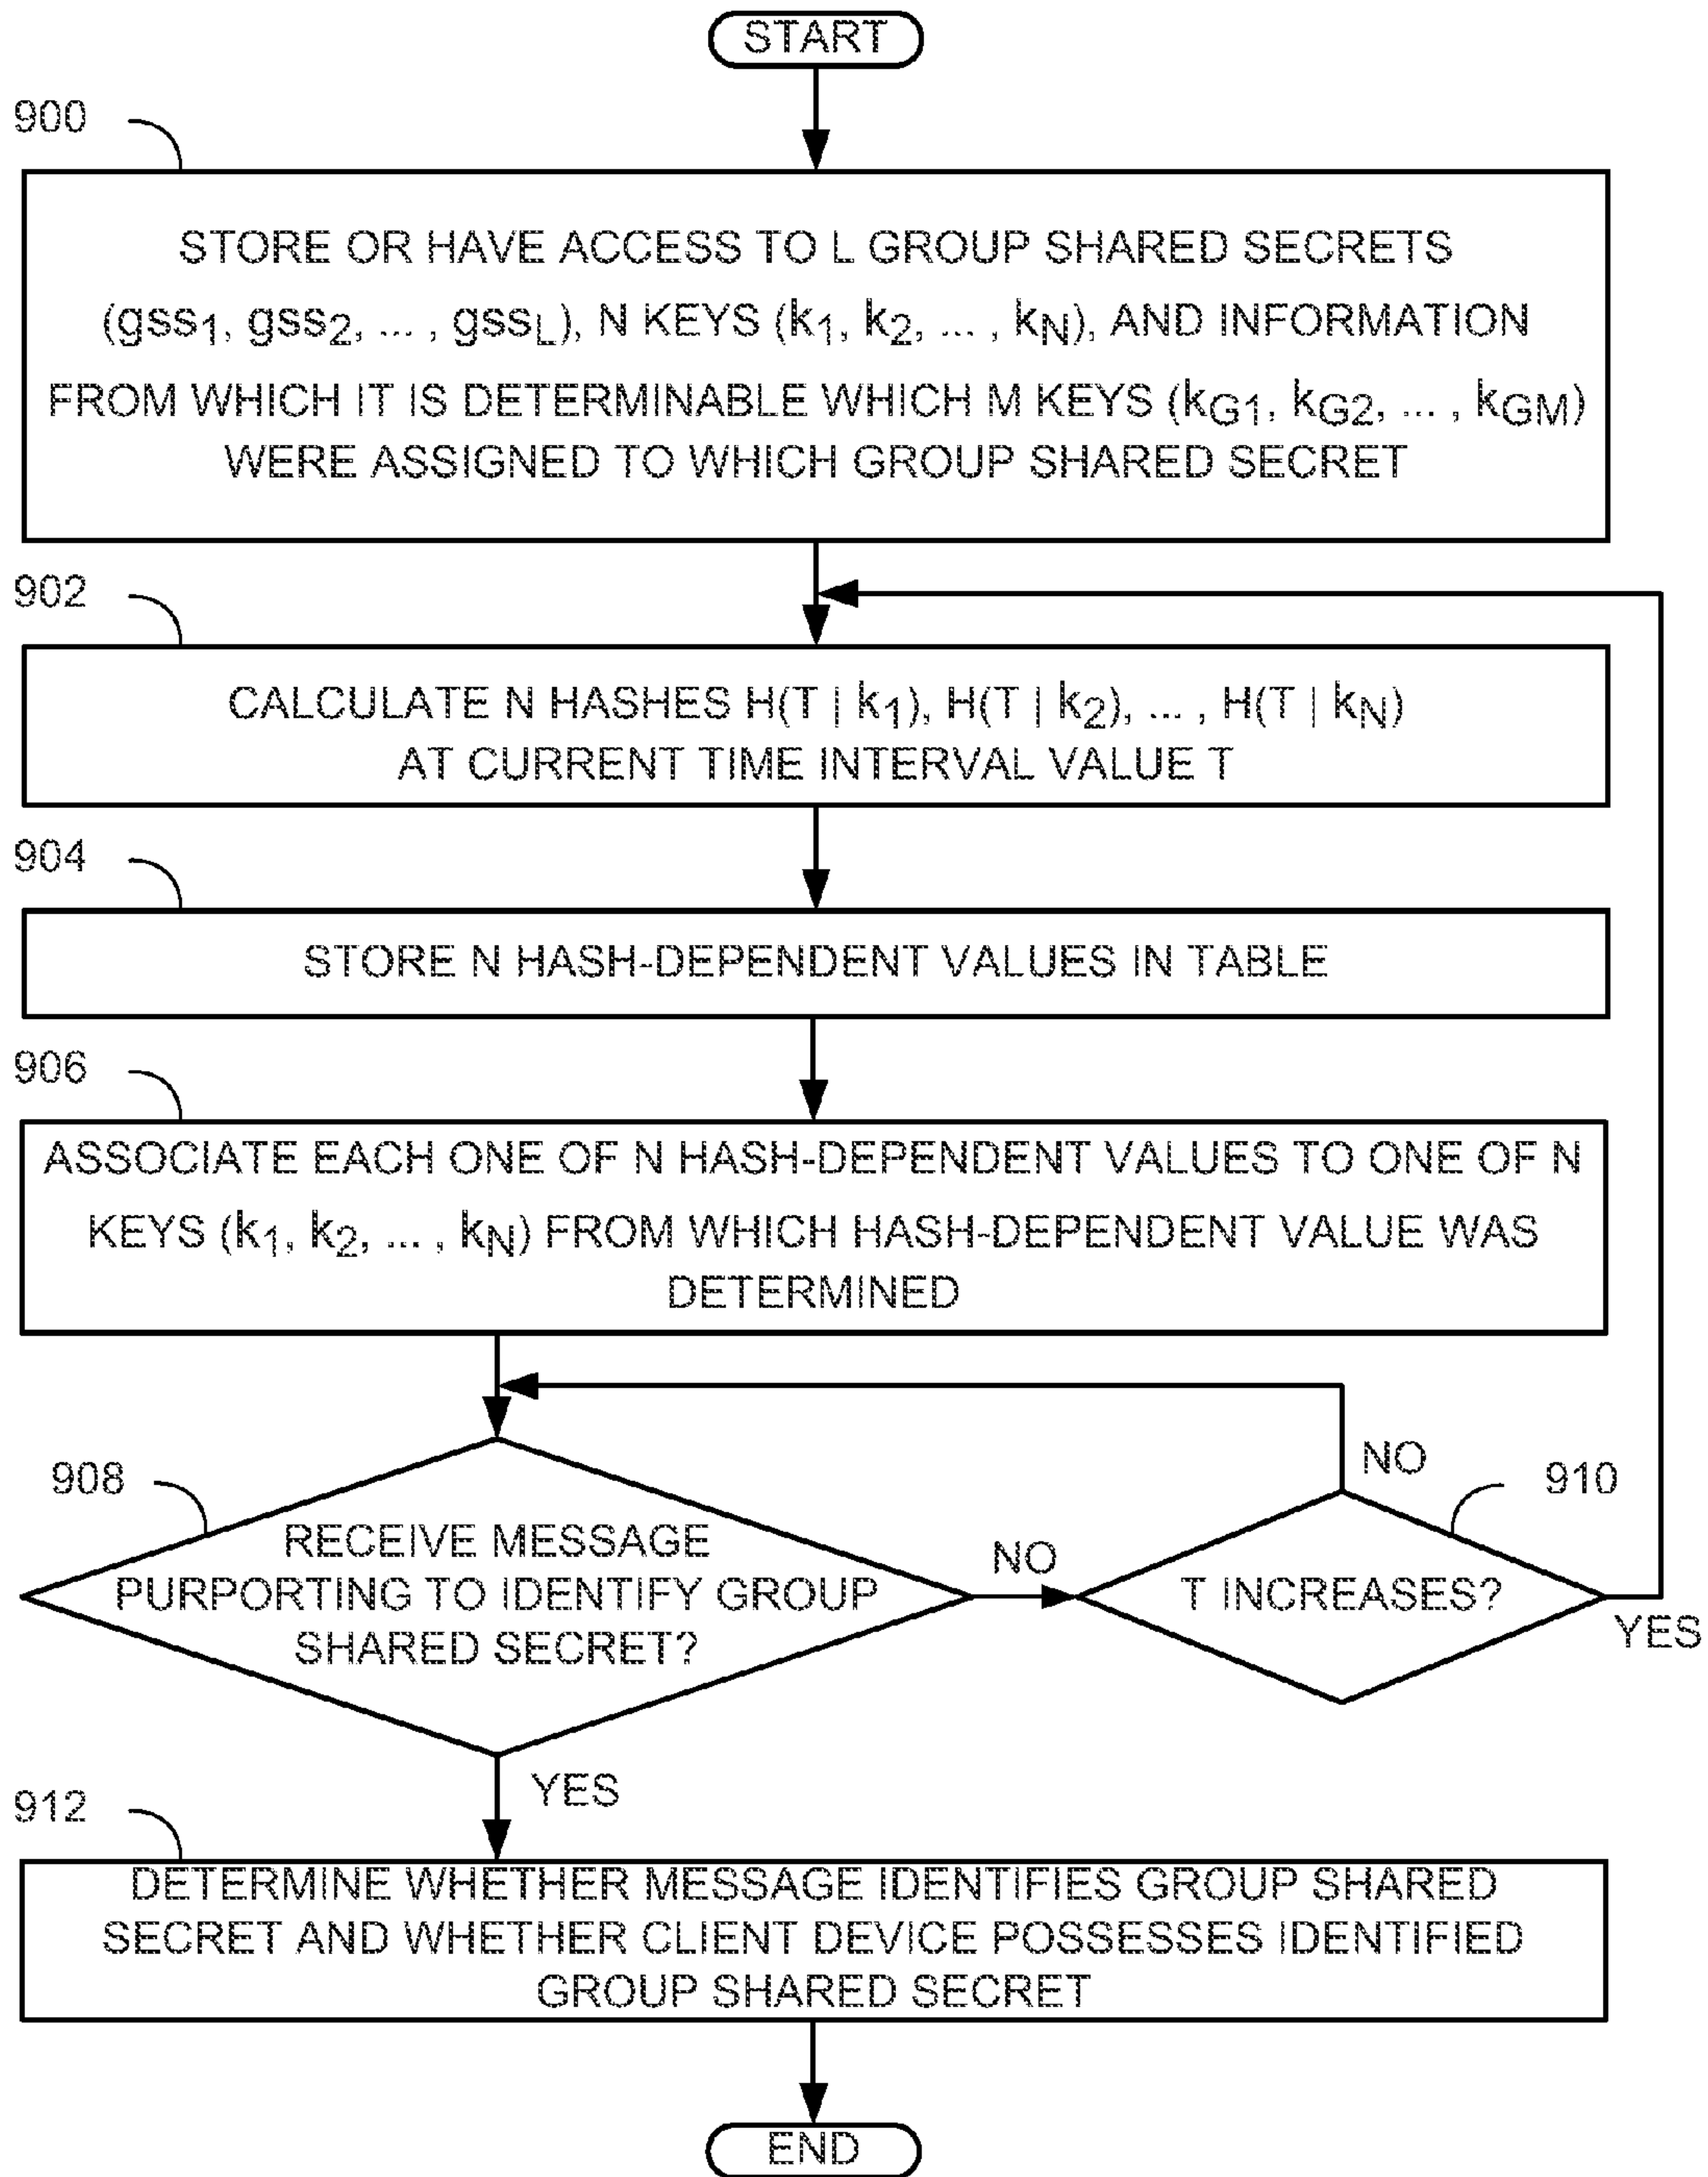 START
900
STORE OR HAVE ACCESS TO L GROUP SHARED SECRETS
(gss1, gss2, ... , gssL), N KEYS (k1, k2, ... , kN), AND INFORMATION
FROM WHICH IT IS DETERMINABLE WHICH M KEYS (kG1, kG2, ... , kGM)
WERE ASSIGNED TO WHICH GROUP SHARED SECRET
902
CALCULATE N HASHES H(T | k1), H(T | k2), ... , H(T | kN)
AT CURRENT TIME INTERVAL VALUE T
904
STORE N HASH-DEPENDENT VALUES IN TABLE
906
ASSOCIATE EACH ONE OF N HASH-DEPENDENT VALUES TO ONE OF N
KEYS (k1, k2, ... , kN) FROM WHICH HASH-DEPENDENT VALUE WAS
DETERMINED
908
RECEIVE MESSAGE
PURPORTING TO IDENTIFY GROUP
SHARED SECRET?
NO
910
T INCREASES?
NO
YES
YES
912
DETERMINE WHETHER MESSAGE IDENTIFIES GROUP SHARED
SECRET AND WHETHER CLIENT DEVICE POSSESSES IDENTIFIED
GROUP SHARED SECRET
END